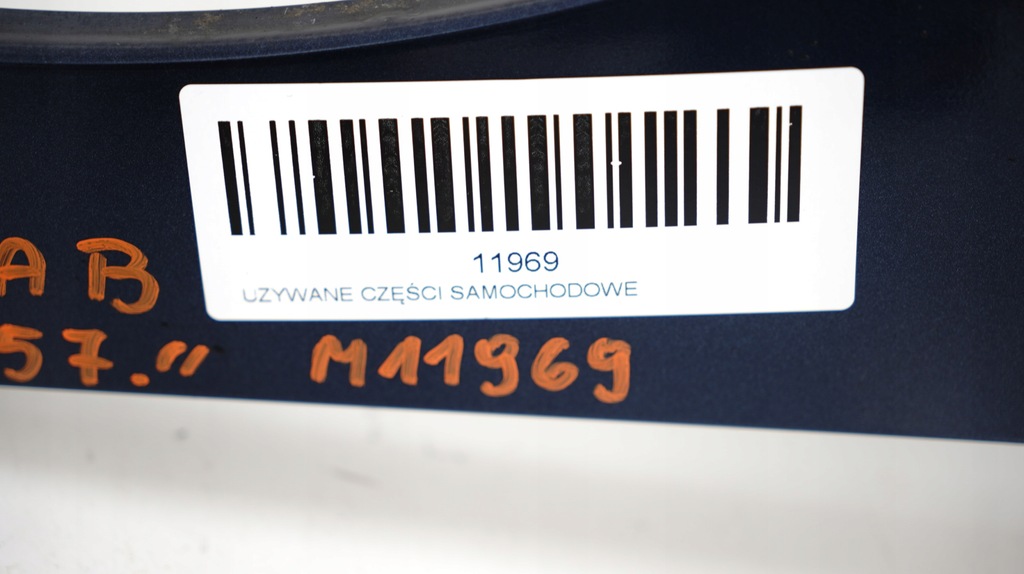 11969
UZYWANE CZĘŚCI SAMOCHODOWE
AB
57." M11969